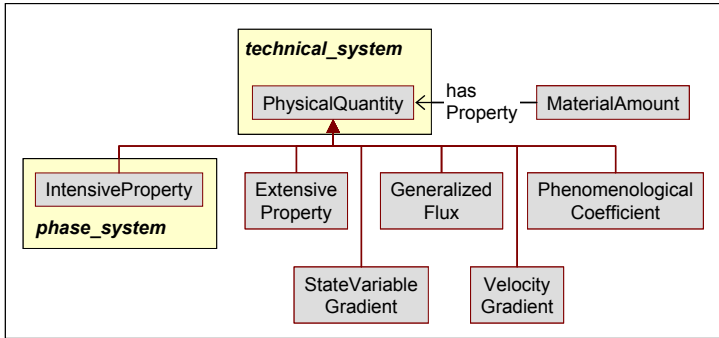 technical_system
PhysicalQuantity
has
Property
MaterialAmount
IntensiveProperty
phase_system
Extensive
Property
Generalized
Flux
Phenomenological
Coefficient
StateVariable
Gradient
Velocity
Gradient